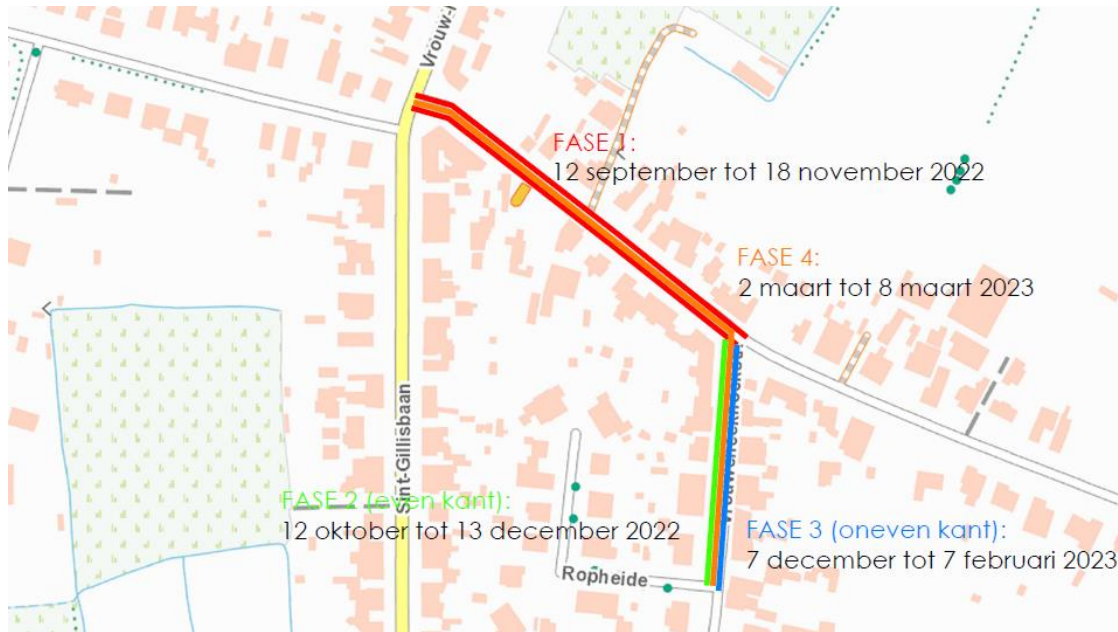 Vrouw-
FASE 1:
12 september tot 18 november 2022
FASE 4:
2 maart tot 8 maart 2023
Sint-Gillisbaan
FASE 2 (even kant):
12 oktober tot 13 december 2022
FASE 3 (oneven kant):
7 december tot 7 februari 2023
Ropheide